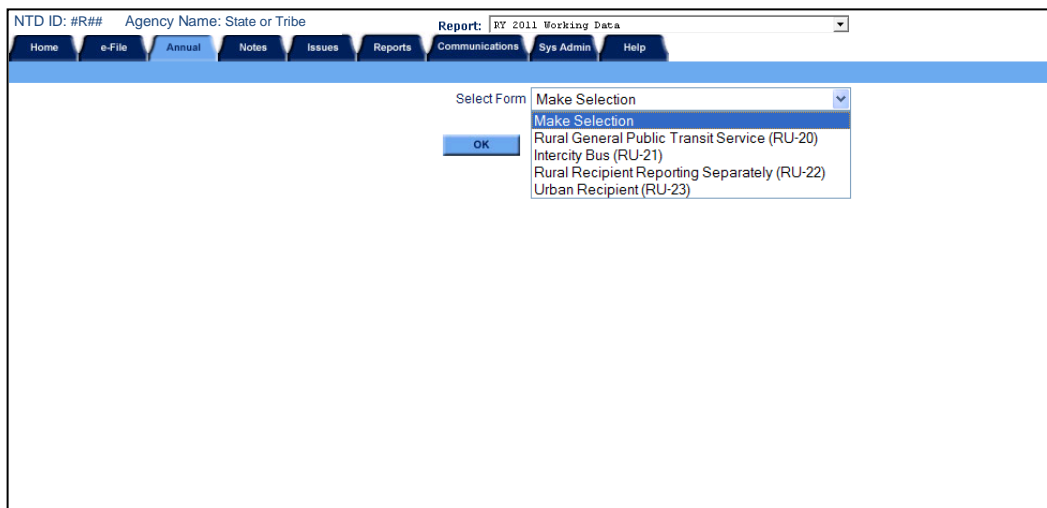 NTD ID: #R## Agency Name: State or Tribe Report: RY 2011 Working Data
Home e-File Annual Notes Issues Reports Communications Sys Admin Help
Select Form Make Selection
Make Selection
OK Rural General Public Transit Service (RU-20)
Intercity Bus (RU-21)
Rural Recipient Reporting Separately (RU-22)
Urban Recipient (RU-23)